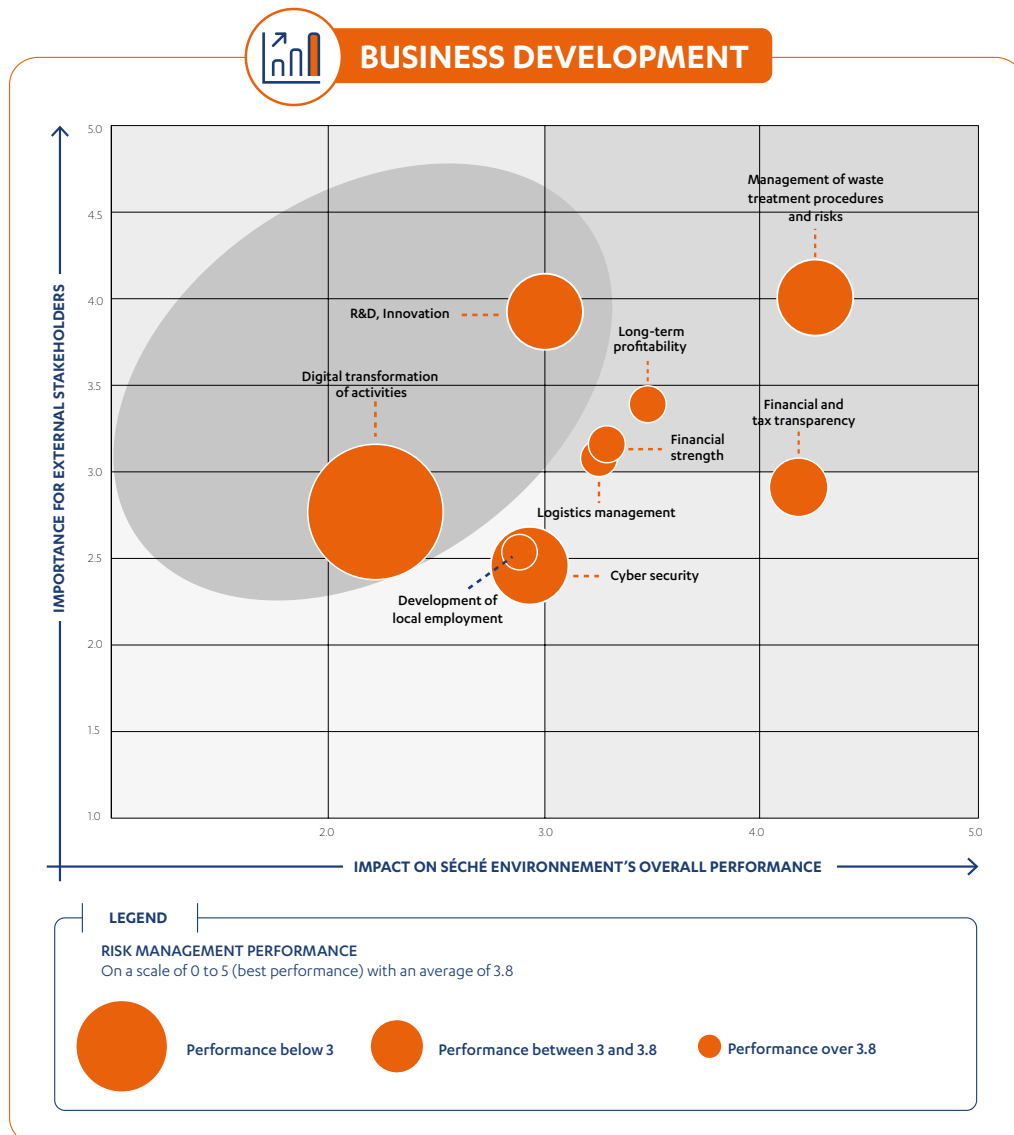 BUSINESS DEVELOPMENT
IMPORTANCE FOR EXTERNAL STAKEHOLDERS
5.0
4.5
4.0
3.5
3.0
2.5
2.0
1.5
1.0
Management of waste
treatment procedures
and risks
R&D, Innovation
Long-term
profitability
Digital transformation
of activities
Financial and
tax transparency
Financial
strength
Logistics management
Cyber security
Development of
local employment
2.0
3.0
4.0
5.0
IMPACT ON SÉCHÉ ENVIRONNEMENT'S OVERALL PERFORMANCE
LEGEND
RISK MANAGEMENT PERFORMANCE
On a scale of 0 to 5 (best performance) with an average of 3.8
Performance below 3
Performance between 3 and 3.8
Performance over 3.8